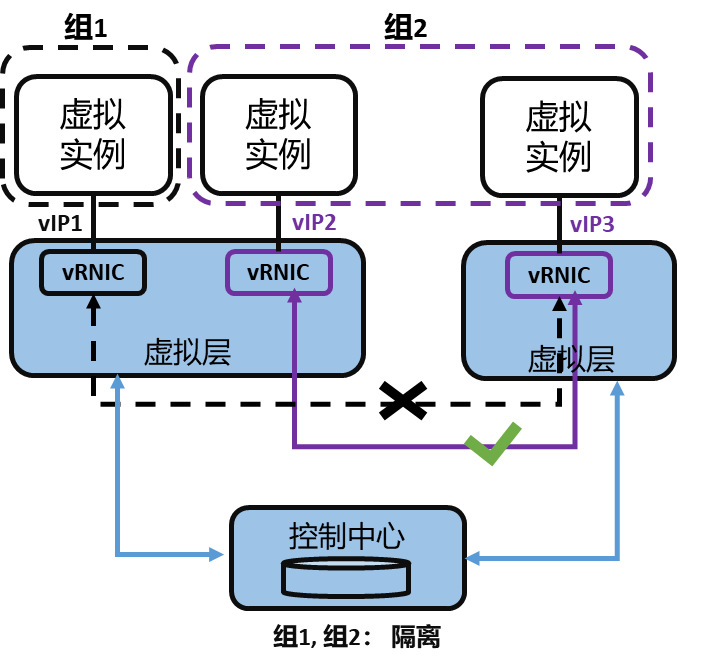 组1
组2
虚拟
实例
虚拟
实例
虚拟
实例
vIP1
vIP2
vIP3
vRNIC
vRNIC
vRNIC
虚拟层
虚拟层
控制中心
组1, 组2： 隔离